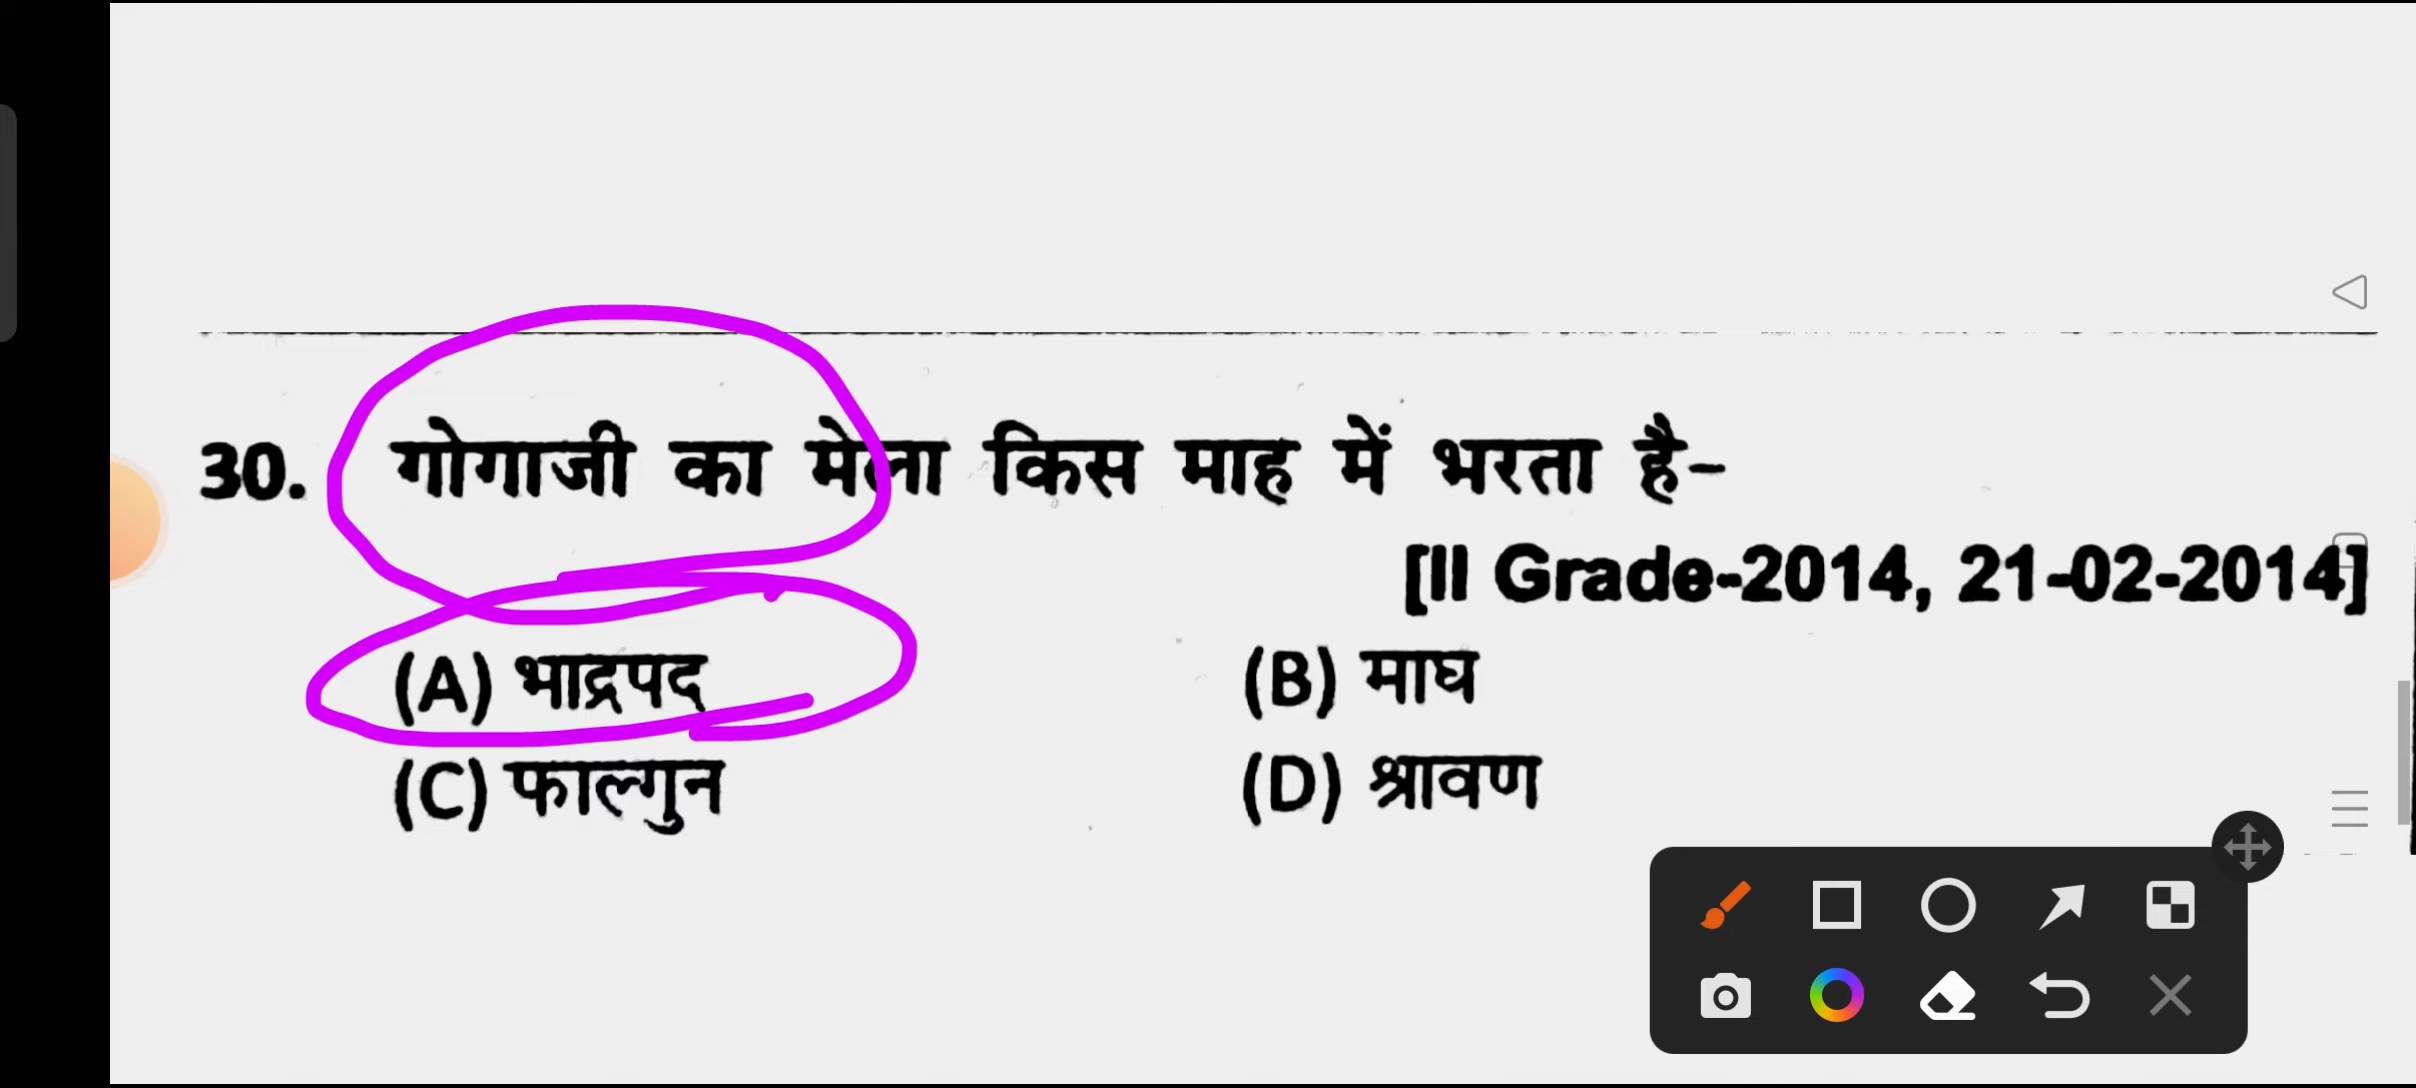 30. गोगाजी का मेला किस माह में भरता है–
[II Grade-2014, 21-02-2014]
(A) भाद्रपद (B) माघ
(C) फाल्गुन (D) श्रावण